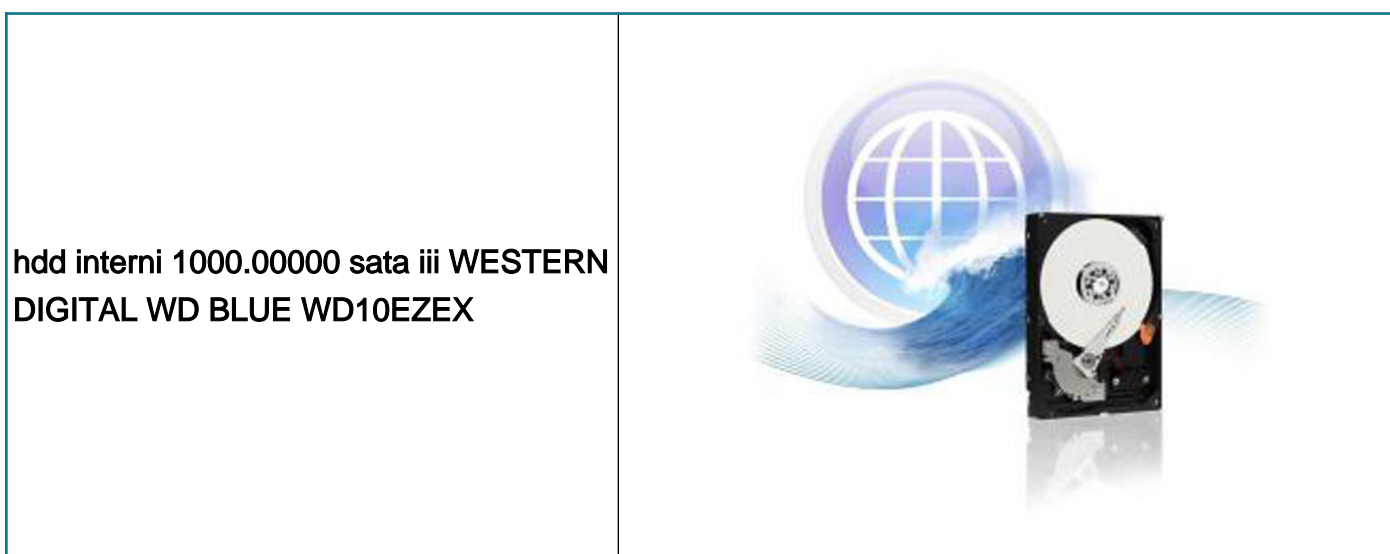 hdd interni 1000.00000 sata iii WESTERN
DIGITAL WD BLUE WD10EZEX